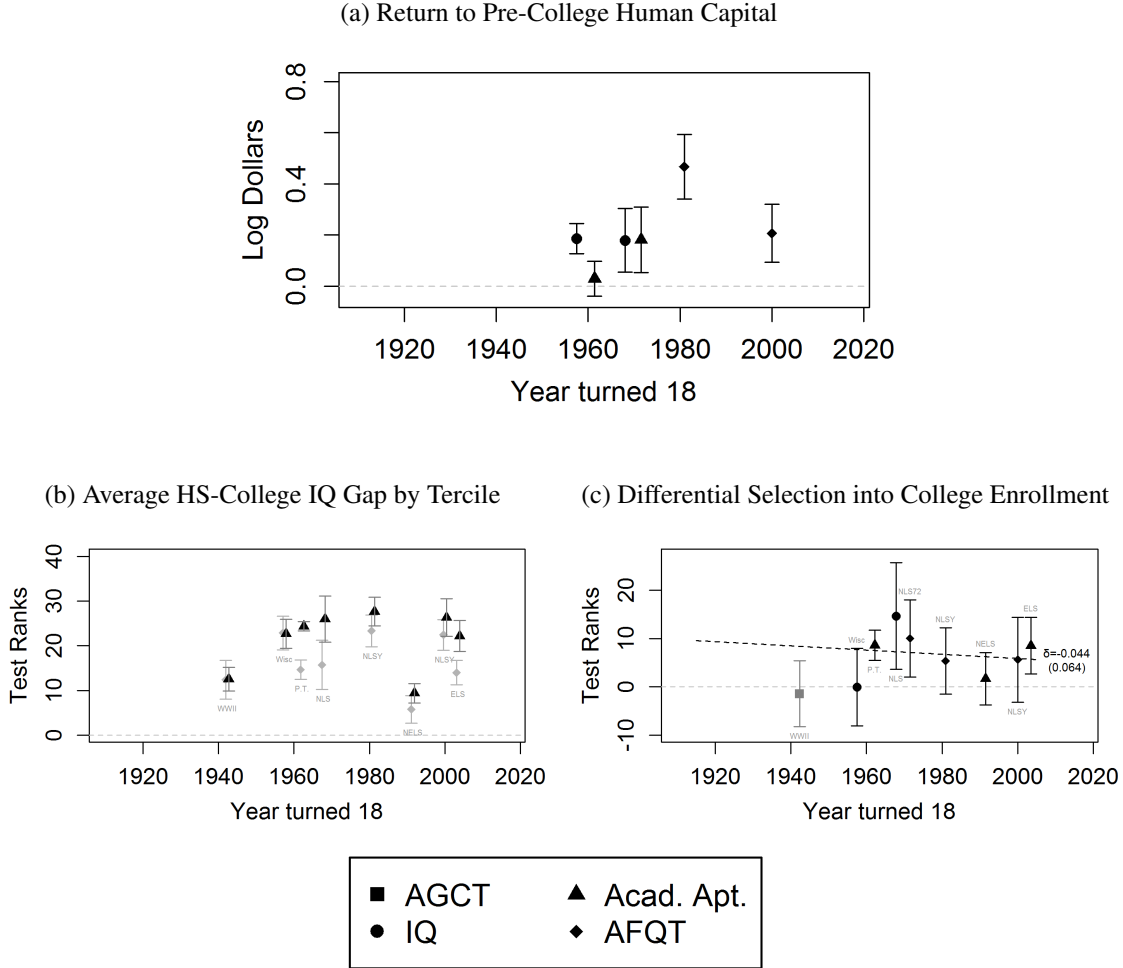 (a) Return to Pre-College Human Capital
Log Dollars
0.8
0.4
0.0
1920 1940 1960 1980 2000 2020
Year turned 18
(b) Average HS-College IQ Gap by Tercile
Test Ranks
40
30
20
10
0
WWII
Wisc
P.T.
NLS
NLSY
NELS
NLSY
ELS
1920 1940 1960 1980 2000 2020
Year turned 18
(c) Differential Selection into College Enrollment
Test Ranks
20
10
0
-10
WWII
Wisc
P.T.
NLS
NLS72
NLSY
NELS
NLSY
ELS
δ=-0.044
(0.064)
1920 1940 1960 1980 2000 2020
Year turned 18
AGCT Acad. Apt.
IQ AFQT